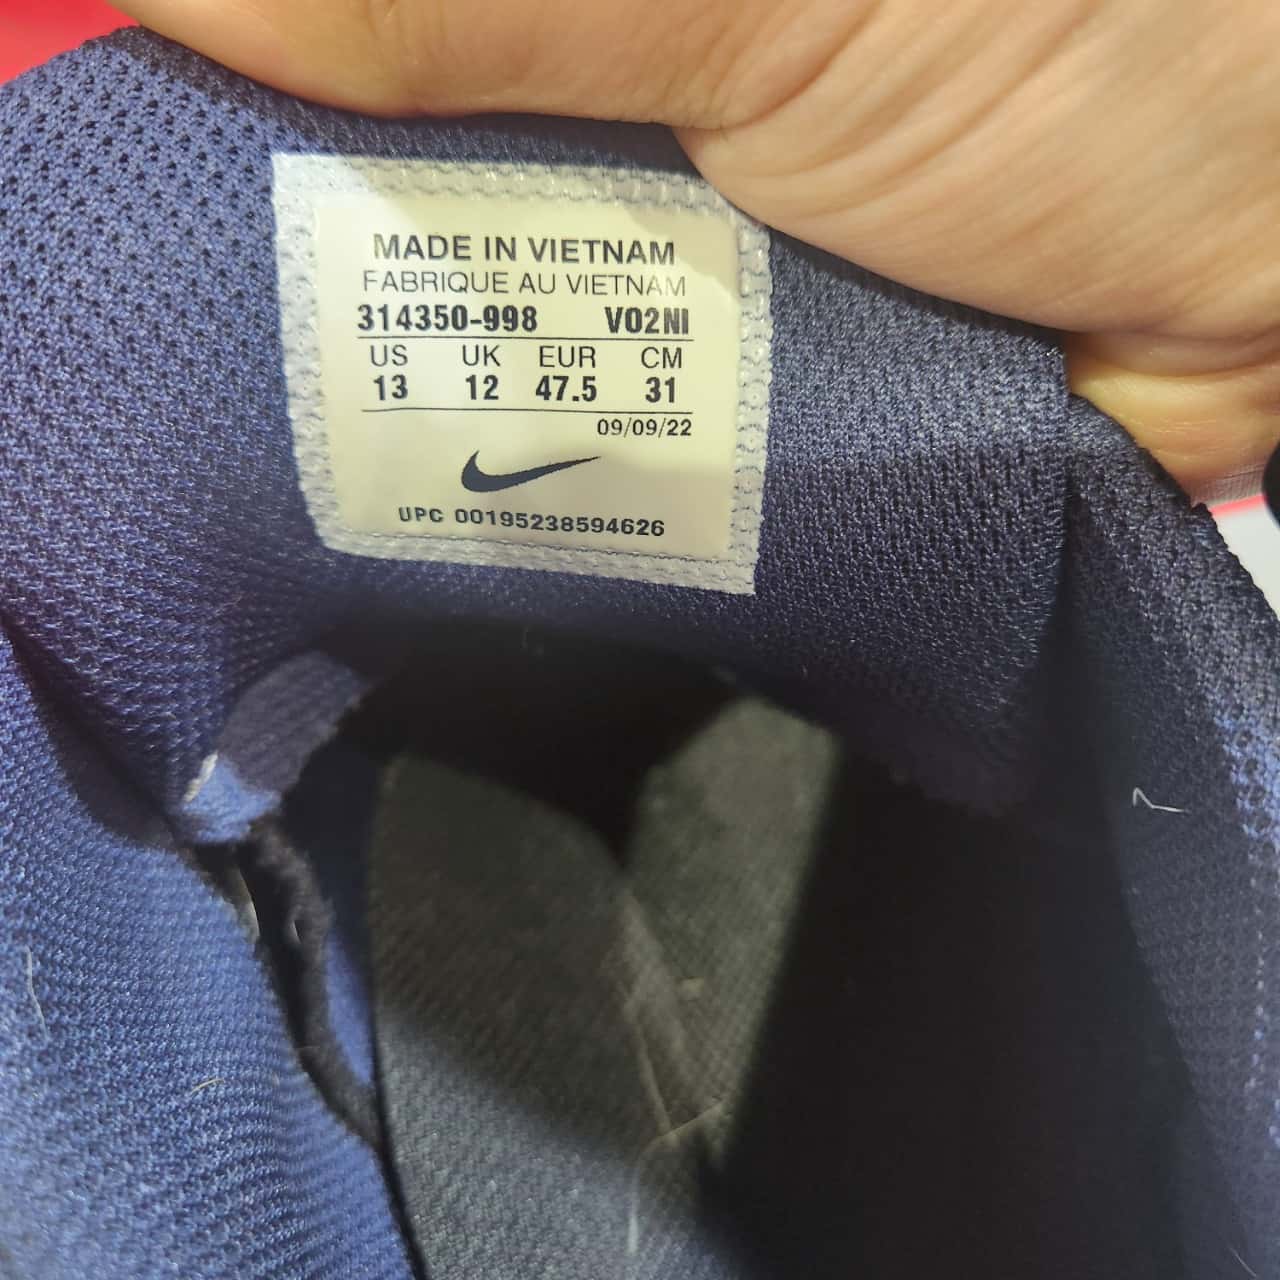 MADE IN VIETNAM
FABRIQUE AU VIETNAM
314350-998 VO2NI
US UK EUR CM
13 12 47.5 31
09/09/22
UPC 00195238594626